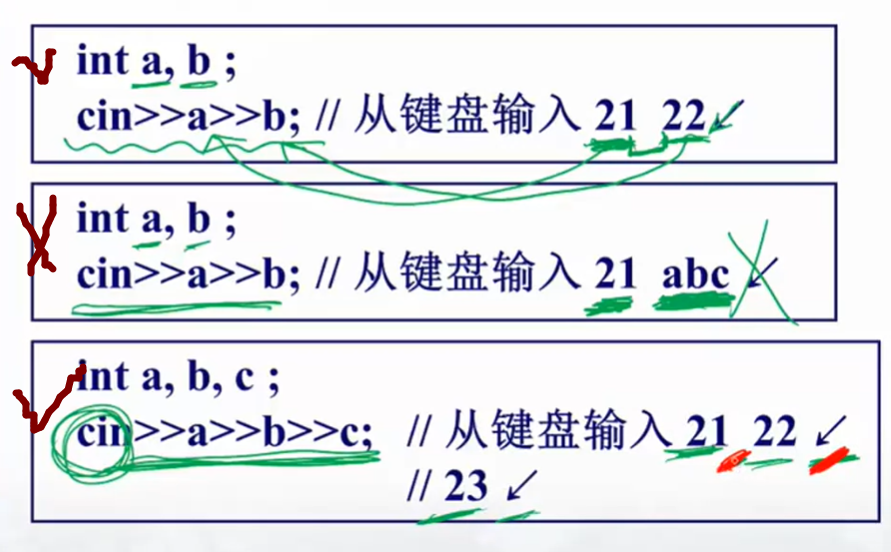 int a, b ;
cin>>a>>b; // 从键盘输入 21 22↙
int a, b ;
cin>>a>>b; // 从键盘输入 21 abc ↙
int a, b, c ;
cin>>a>>b>>c; // 从键盘输入 21 22 ↙
// 23 ↙